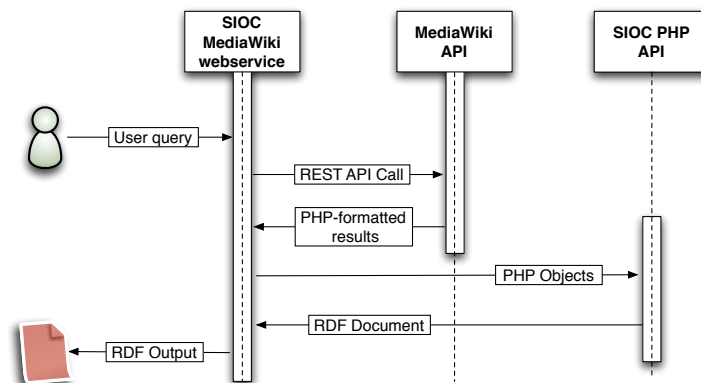 SIOC
MediaWiki
webservice
MediaWiki
API
SIOC PHP
API
User query
REST API Call
PHP-formatted
results
PHP Objects
RDF Document
RDF Output